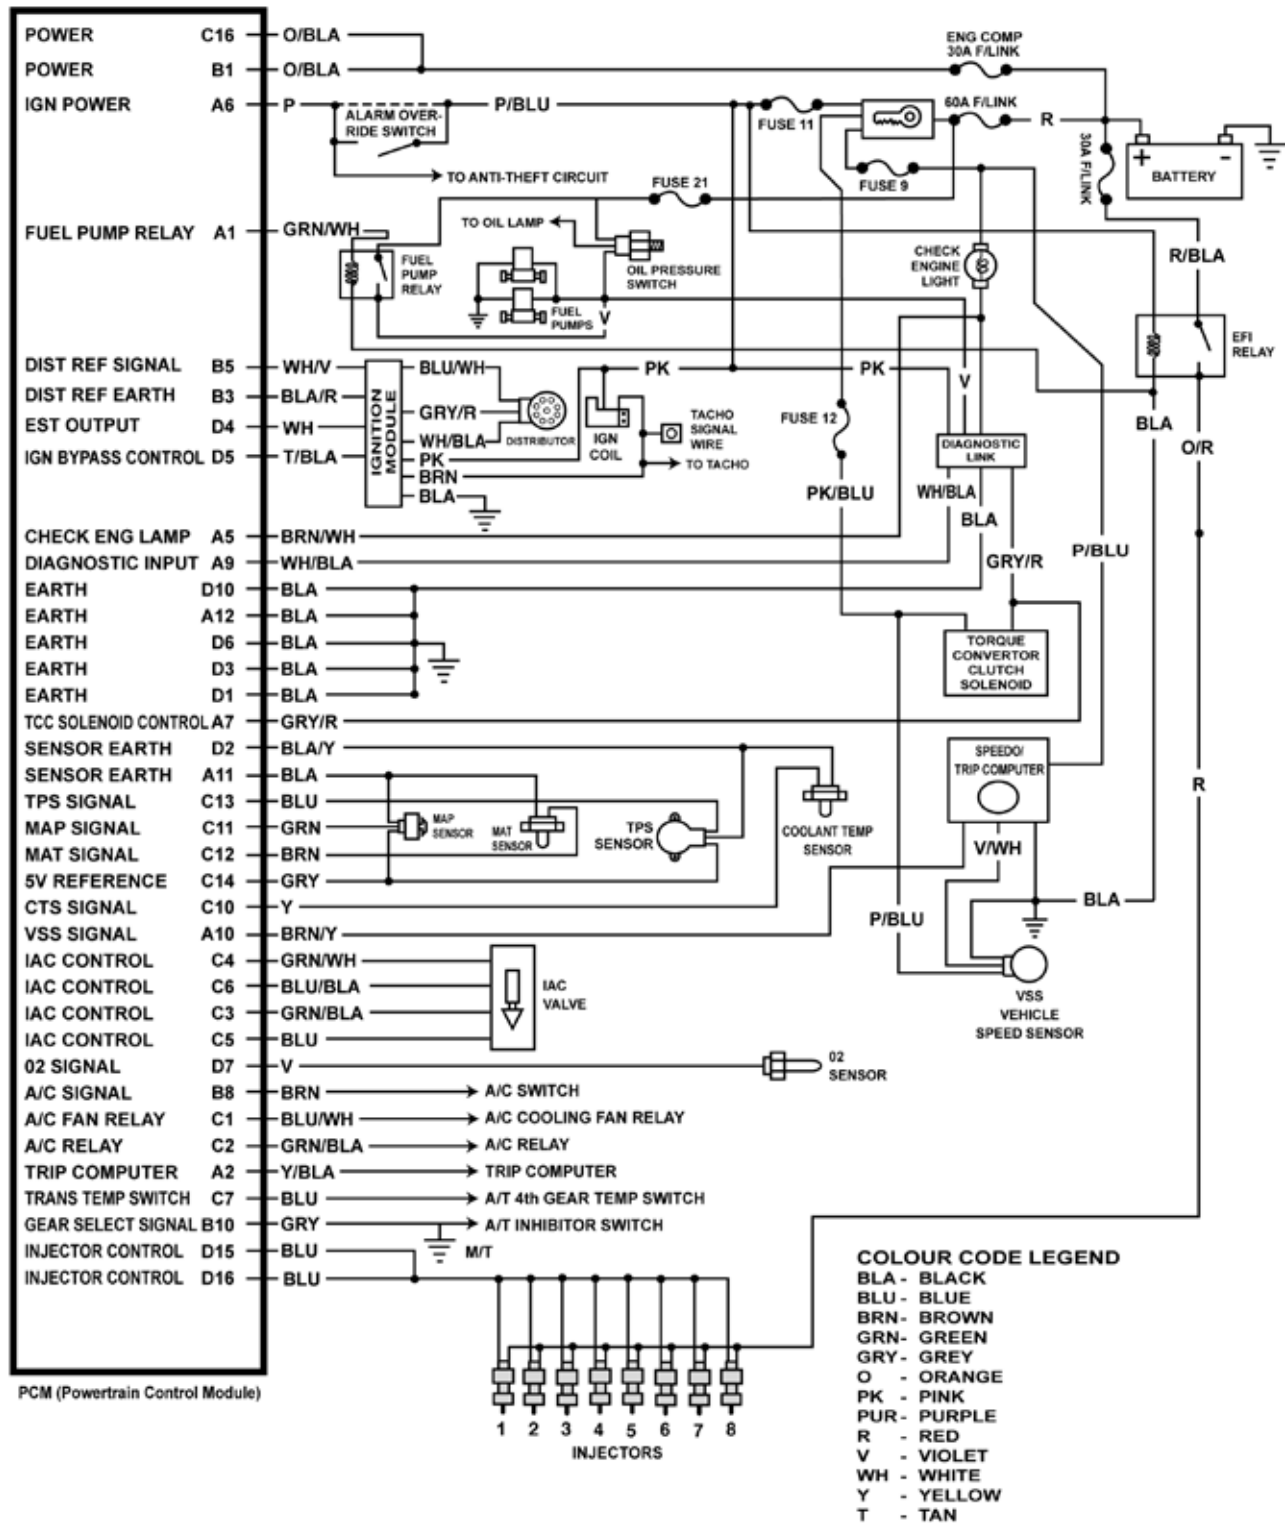 POWER C16 O/BLA
POWER B1 O/BLA
IGN POWER A6 P P/BLU
ENG COMP
30A F/LINK
ALARM OVER-
RIDE SWITCH
FUSE 11
60A F/LINK
R
30A F/LINK
+ -
BATTERY
TO ANTI-THEFT CIRCUIT
FUSE 21
FUSE 9
TO OIL LAMP
FUEL PUMP RELAY A1 GRN/WH
FUEL
PUMP
RELAY
OIL PRESSURE
SWITCH
CHECK
ENGINE
LIGHT
R/BLA
FUEL
PUMPS
V
EFI
RELAY
DIST REF SIGNAL B5 WH/V
DIST REF EARTH B3 BLA/R
EST OUTPUT D4 WH
IGN BYPASS CONTROL D5 T/BLA
IGNITION
MODULE
BLU/WH
GRY/R
WH/BLA
PK
BRN
BLA
DISTRIBUTOR
PK
PK
V
IGN
COIL
TACHO
SIGNAL
WIRE
TO TACHO
FUSE 12
DIAGNOSTIC
LINK
BLA
O/R
PK/BLU
WH/BLA
BLA
GRY/R
P/BLU
CHECK ENG LAMP A5 BRN/WH
DIAGNOSTIC INPUT A9 WH/BLA
EARTH D10 BLA
EARTH A12 BLA
EARTH D6 BLA
EARTH D3 BLA
EARTH D1 BLA
TORQUE
CONVERTOR
CLUTCH
SOLENOID
TCC SOLENOID CONTROL A7 GRY/R
SENSOR EARTH D2 BLA/Y
SENSOR EARTH A11 BLA
TPS SIGNAL C13 BLU
MAP SIGNAL C11 GRN
MAT SIGNAL C12 BRN
5V REFERENCE C14 GRY
CTS SIGNAL C10 Y
VSS SIGNAL A10 BRN/Y
MAP
SENSOR
MAT
SENSOR
TPS
SENSOR
COOLANT TEMP
SENSOR
SPEEDO/
TRIP COMPUTER
R
V/WH
BLA
P/BLU
VSS
VEHICLE
SPEED SENSOR
IAC CONTROL C4 GRN/WH
IAC CONTROL C6 BLU/BLA
IAC CONTROL C3 GRN/BLA
IAC CONTROL C5 BLU
IAC
VALVE
02 SIGNAL D7 V
02
SENSOR
A/C SIGNAL B8 BRN A/C SWITCH
A/C FAN RELAY C1 BLU/WH A/C COOLING FAN RELAY
A/C RELAY C2 GRN/BLA A/C RELAY
TRIP COMPUTER A2 Y/BLA TRIP COMPUTER
TRANS TEMP SWITCH C7 BLU A/T 4th GEAR TEMP SWITCH
GEAR SELECT SIGNAL B10 GRY A/T INHIBITOR SWITCH
M/T
INJECTOR CONTROL D15 BLU
INJECTOR CONTROL D16 BLU
PCM (Powertrain Control Module)
1 2 3 4 5 6 7 8
INJECTORS
COLOUR CODE LEGEND
BLA - BLACK
BLU - BLUE
BRN- BROWN
GRN- GREEN
GRY- GREY
O - ORANGE
PK - PINK
PUR- PURPLE
R - RED
V - VIOLET
WH - WHITE
Y - YELLOW
T - TAN